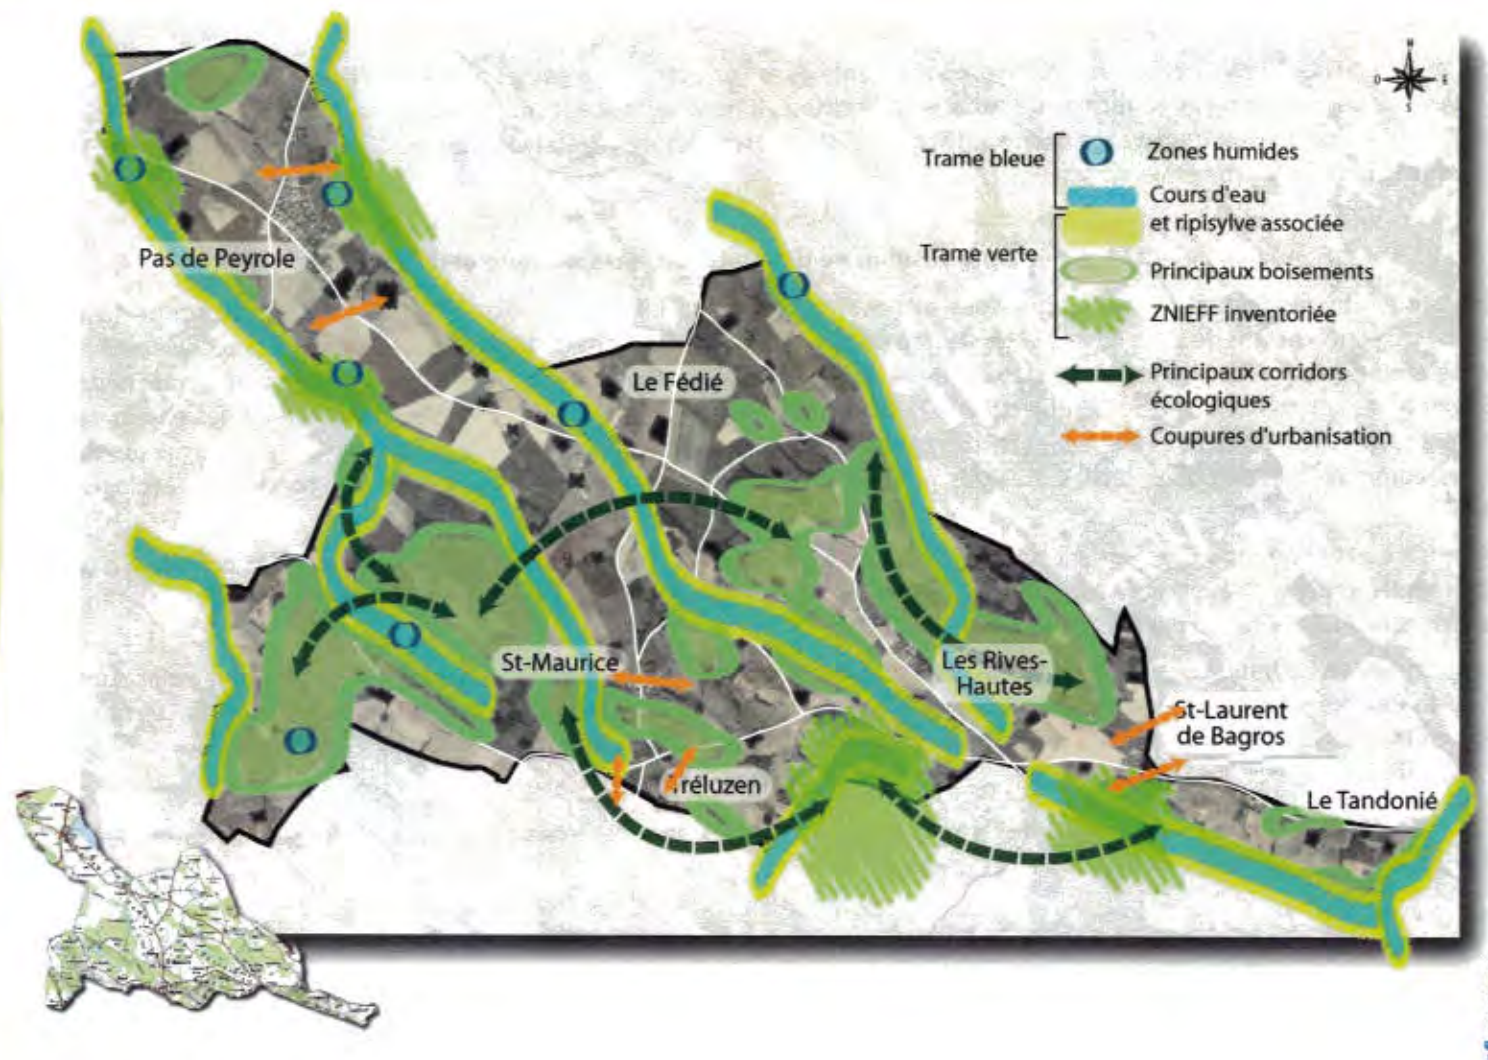 N
O
E
S
Trame bleue
Zones humides
Cours d'eau
et ripisylve associée
Trame verte
Principaux boisements
ZNIEFF inventoriée
Principaux corridors
écologiques
Coupures d'urbanisation
Pas de Peyrole
Le Fédié
St-Maurice
Les Rives-
Hautes
St-Laurent
de Bagros
Tréluzen
Le Tandonié